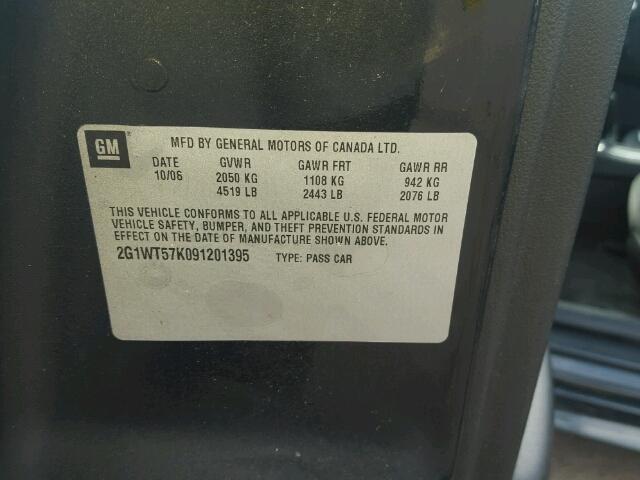 GM
MFD BY GENERAL MOTORS OF CANADA LTD.
DATE GVWR GAWR FRT GAWR RR
10/06 2050 KG 1108 KG 942 KG
4519 LB 2443 LB 2076 LB
THIS VEHICLE CONFORMS TO ALL APPLICABLE U.S. FEDERAL MOTOR
VEHICLE SAFETY, BUMPER, AND THEFT PREVENTION STANDARDS IN
EFFECT ON THE DATE OF MANUFACTURE SHOWN ABOVE.
2G1WT57K091201395 TYPE: PASS CAR